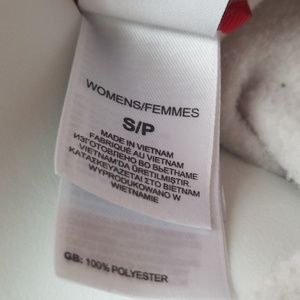 WOMENS/FEMMES
S/P
MADE IN VIETNAM
FABRIQUÉ AU VIETNAM
ИЗГОТОВЛЕНО ВО ВЬЕТНАМЕ
VIETNAM'DA ÜRETILMIŞTIR.
ΚΑΤΑΣΚΕΥΑΖΕΤΑΙ ΣΤΟ ΒΙΕΤΝΑΜ
WYPRODUKOWANO W
WIETNAMIE
GB: 100% POLYESTER